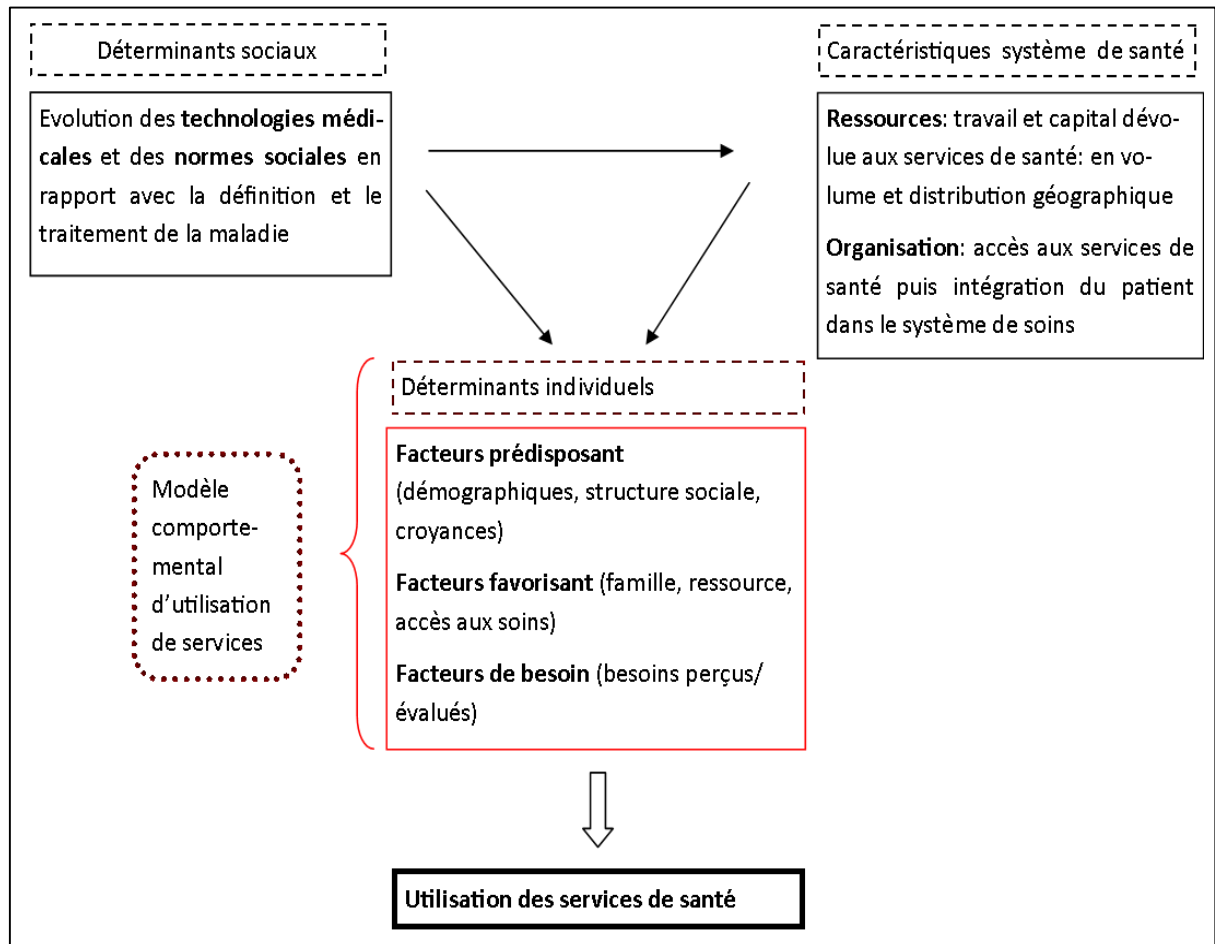 Déterminants sociaux
Evolution des technologies médi-
cales et des normes sociales en
rapport avec la définition et le
traitement de la maladie
Caractéristiques système de santé
Ressources: travail et capital dévo-
lue aux services de santé: en vo-
lume et distribution géographique
Organisation: accès aux services de
santé puis intégration du patient
dans le système de soins
Déterminants individuels
Facteurs prédisposant
(démographiques, structure sociale,
croyances)
Facteurs favorisant (famille, ressource,
accès aux soins)
Facteurs de besoin (besoins perçus/
évalués)
Modèle
comporte-
mental
d'utilisation
de services
Utilisation des services de santé